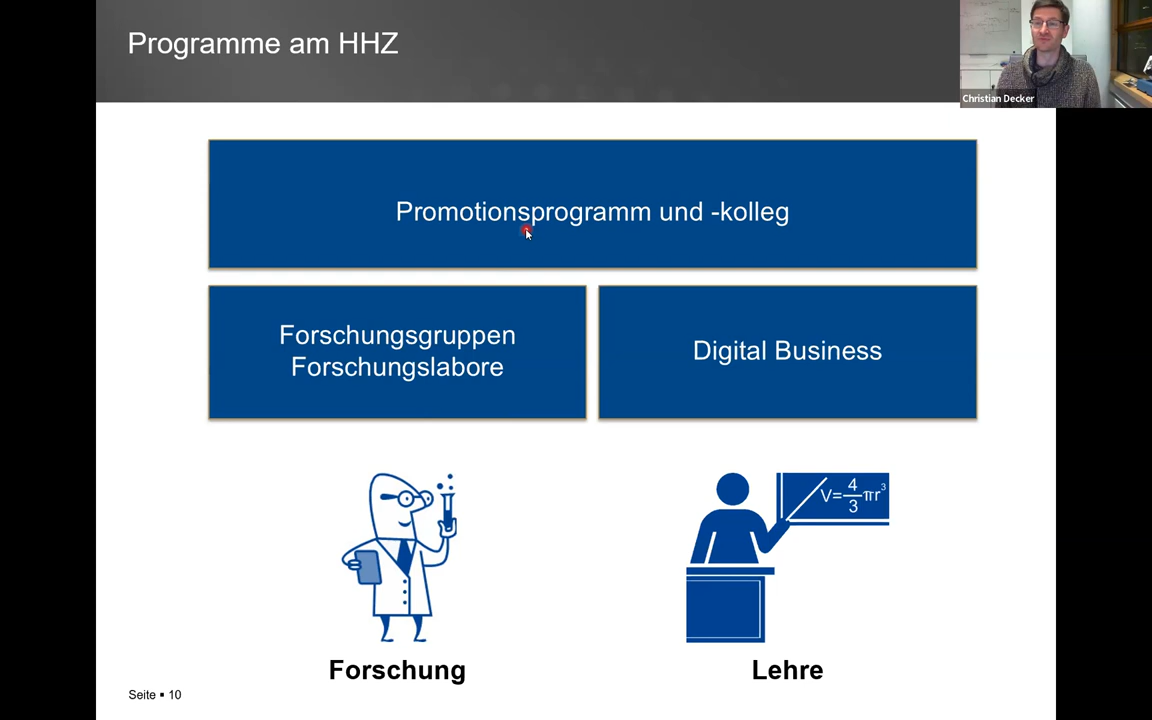 Programme am HHZ
Christian Decker
Promotionsprogramm und -kolleg
Forschungsgruppen
Forschungslabore
Digital Business
V=4/3πr³
Forschung
Lehre
Seite ▪ 10